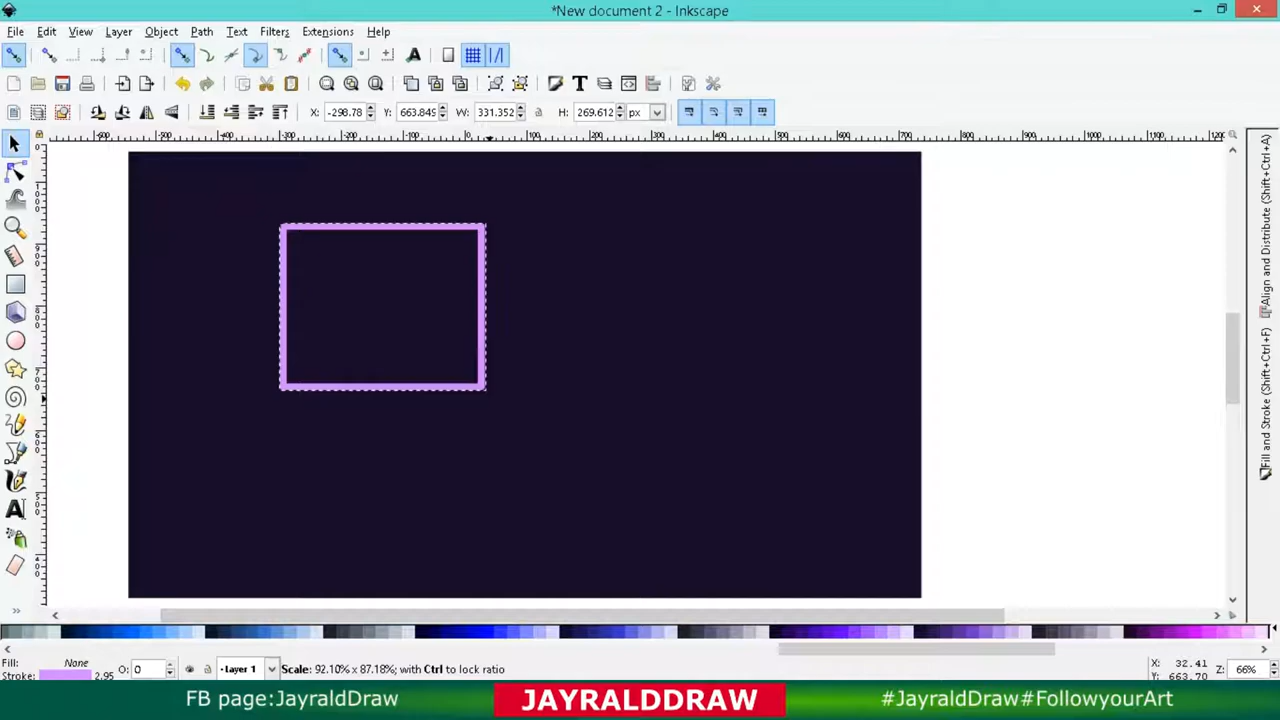 *New document 2 - Inkscape
File Edit View Layer Object Path Text Filters Extensions Help
X: -298.78 Y: 663.849 W: 331.352 H: 269.612 px
Align and Distribute (Shift+Ctrl+A)
Fill and Stroke (Shift+Ctrl+F)
Fill: None O: 0 Layer 1 Scale: 92.10% x 87.18%; with Ctrl to lock ratio X: 32.41 Z: 66%
Stroke: 2.95 Y: 663.70
FB page:JayraldDraw JAYRALDDRAW #JayraldDraw#FollowyourArt